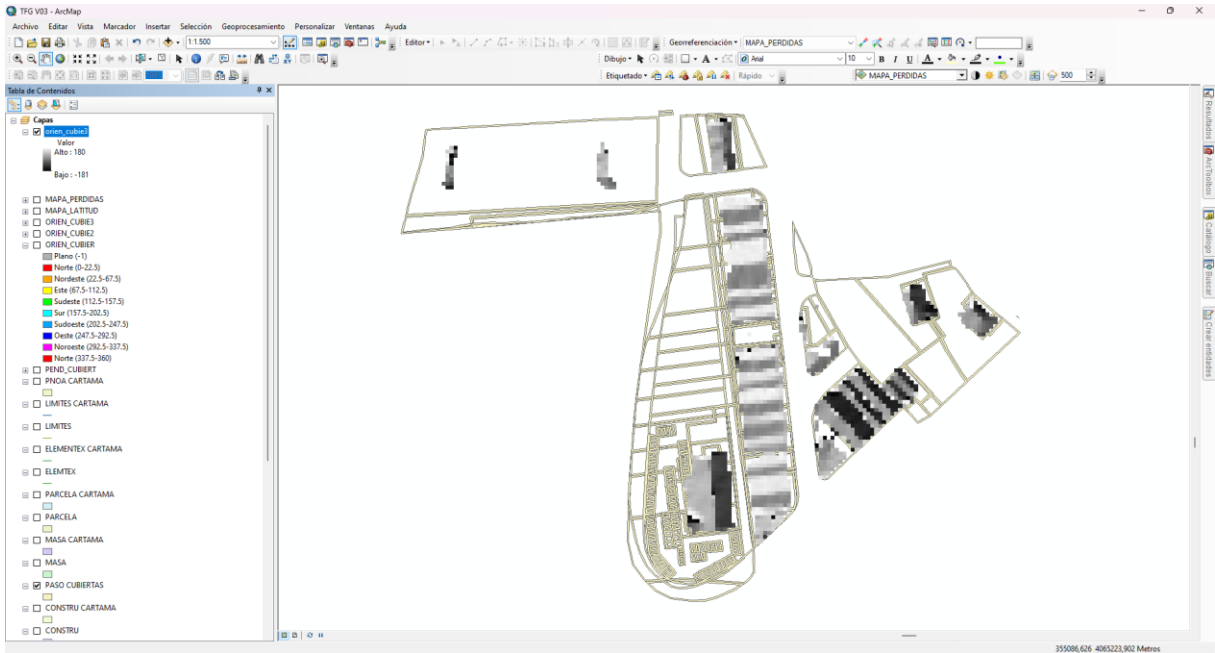 TFG V03 - ArcMap
Archivo Editar Vista Marcador Insertar Selección Geoprocesamiento Personalizar Ventanas Ayuda
1:1.500 Editor Georreferenciación MAPA_PERDIDAS
Dibujo A Arial 10 N K S A
Etiquetado Rápido MAPA_PERDIDAS 500
Tabla de Contenidos
Capas
orien_cubie3
Valor
Alto : 180
Bajo : -181
MAPA_PERDIDAS
MAPA_LATITUD
ORIEN_CUBIE3
ORIEN_CUBIE2
ORIEN_CUBIER
Plano (-1)
Norte (0-22.5)
Nordeste (22.5-67.5)
Este (67.5-112.5)
Sudeste (112.5-157.5)
Sur (157.5-202.5)
Sudoeste (202.5-247.5)
Oeste (247.5-292.5)
Noroeste (292.5-337.5)
Norte (337.5-360)
PEND_CUBIERT
PNOA CARTAMA
LIMITES CARTAMA
LIMITES
ELEMENTEX CARTAMA
ELEMTEX
PARCELA CARTAMA
PARCELA
MASA CARTAMA
MASA
PASO CUBIERTAS
CONSTRU CARTAMA
CONSTRU
Resultados
ArcToolbox
Catálogo
Buscar
Crear entidades
355086,626 4065223,902 Metros